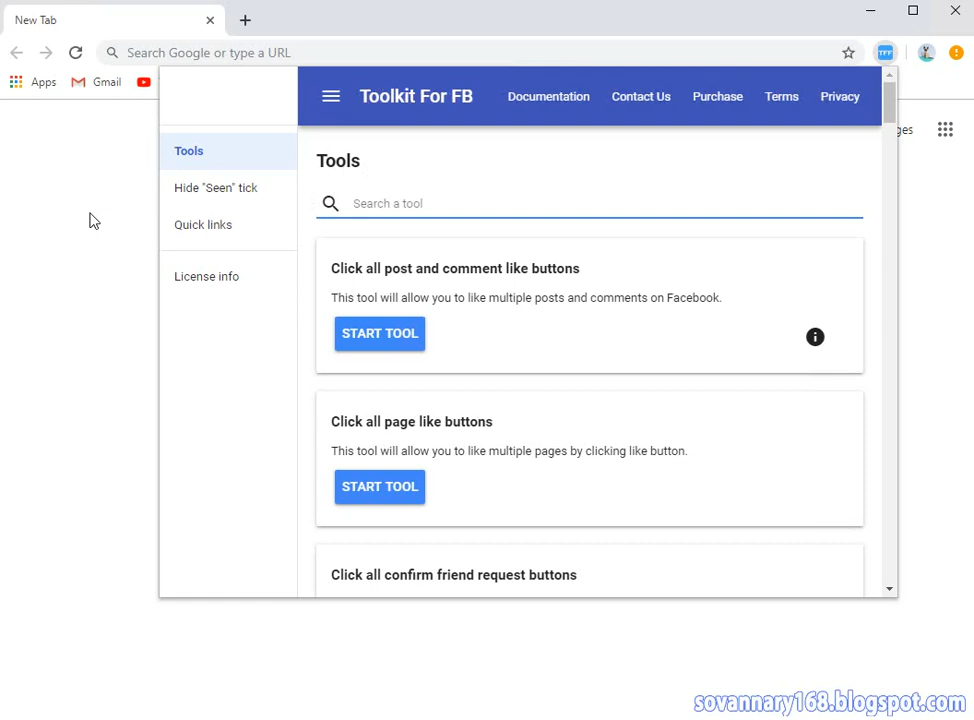 New Tab
Search Google or type a URL
TFF
Apps
Gmail
ges
Toolkit For FB
Documentation
Contact Us
Purchase
Terms
Privacy
Tools
Hide "Seen" tick
Quick links
License info
Tools
Search a tool
Click all post and comment like buttons
This tool will allow you to like multiple posts and comments on Facebook.
START TOOL
Click all page like buttons
This tool will allow you to like multiple pages by clicking like button.
START TOOL
Click all confirm friend request buttons
sovannary168.blogspot.com